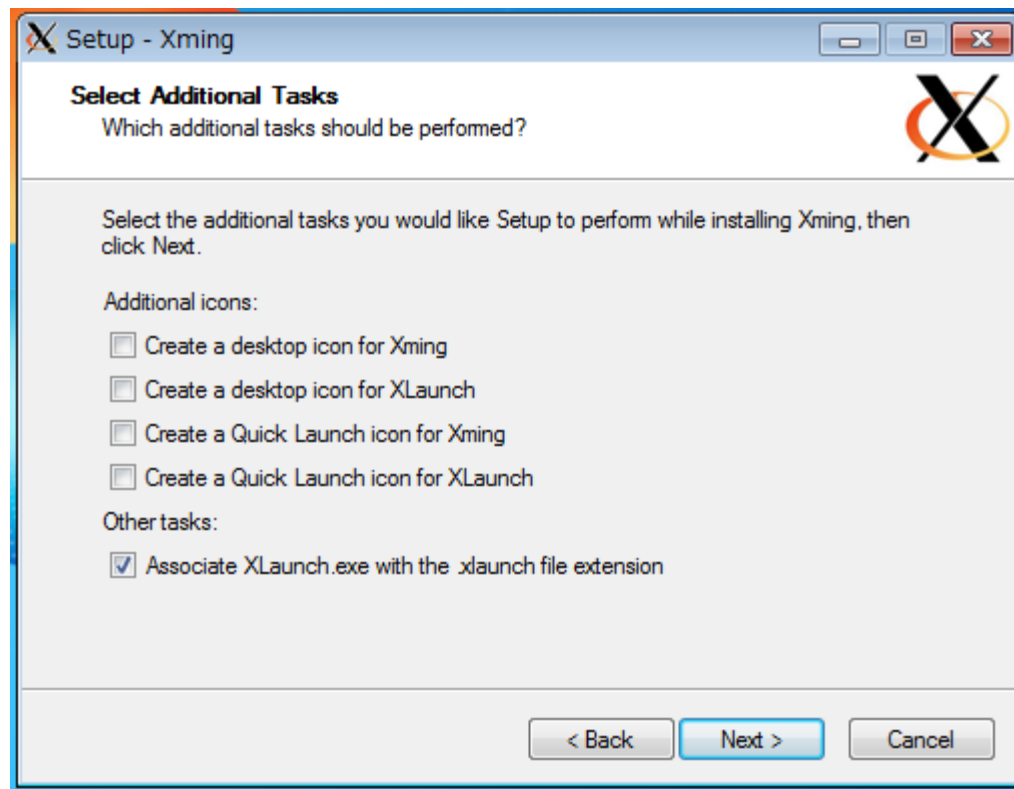 Setup - Xming
Select Additional Tasks
Which additional tasks should be performed?
Select the additional tasks you would like Setup to perform while installing Xming, then
click Next.
Additional icons:
Create a desktop icon for Xming
Create a desktop icon for XLaunch
Create a Quick Launch icon for Xming
Create a Quick Launch icon for XLaunch
Other tasks:
Associate XLaunch.exe with the .xlaunch file extension
< Back
Next >
Cancel